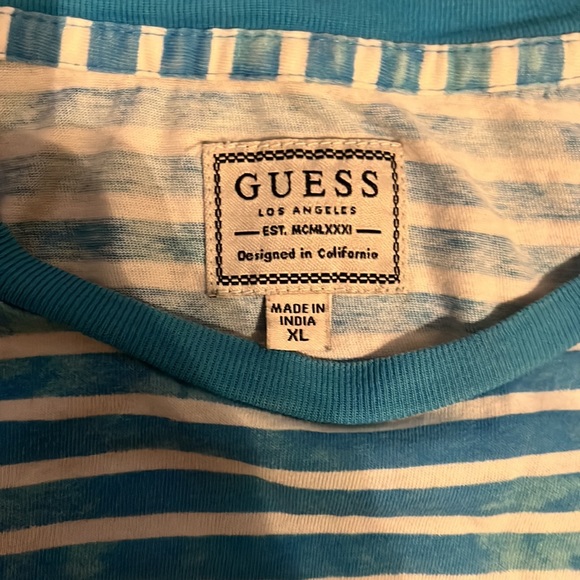 GUESS
LOS ANGELES
EST. MCMLXXXI
Designed in California
MADE IN
INDIA
XL